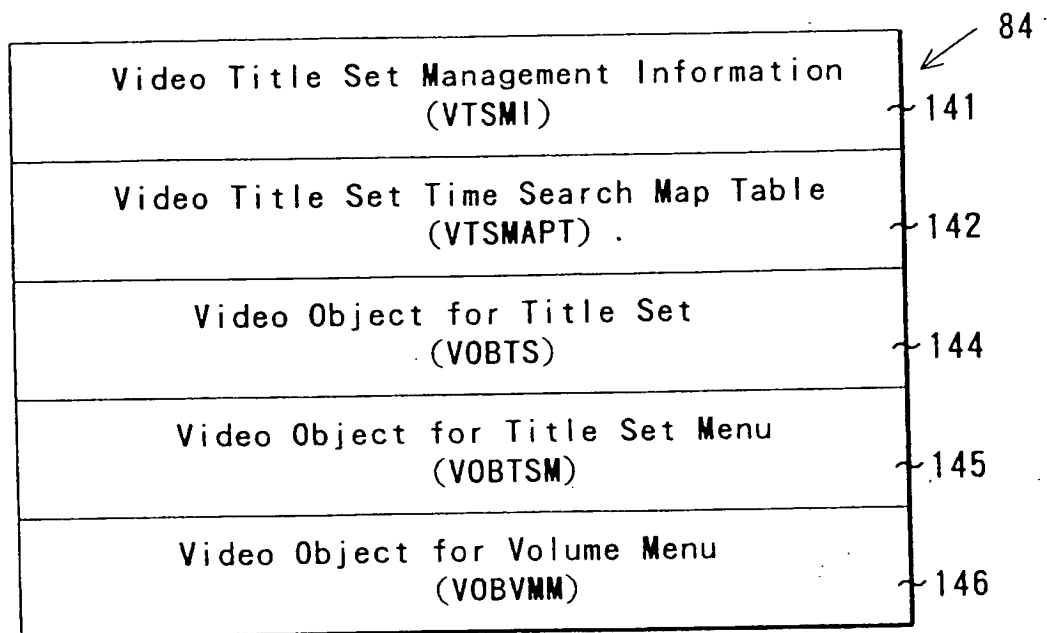 84
Video Title Set Management Information
(VTSMI)
141
Video Title Set Time Search Map Table
(VTSMAPT)
142
Video Object for Title Set
(VOBTS)
144
Video Object for Title Set Menu
(VOBTSM)
145
Video Object for Volume Menu
(VOBVMM)
146